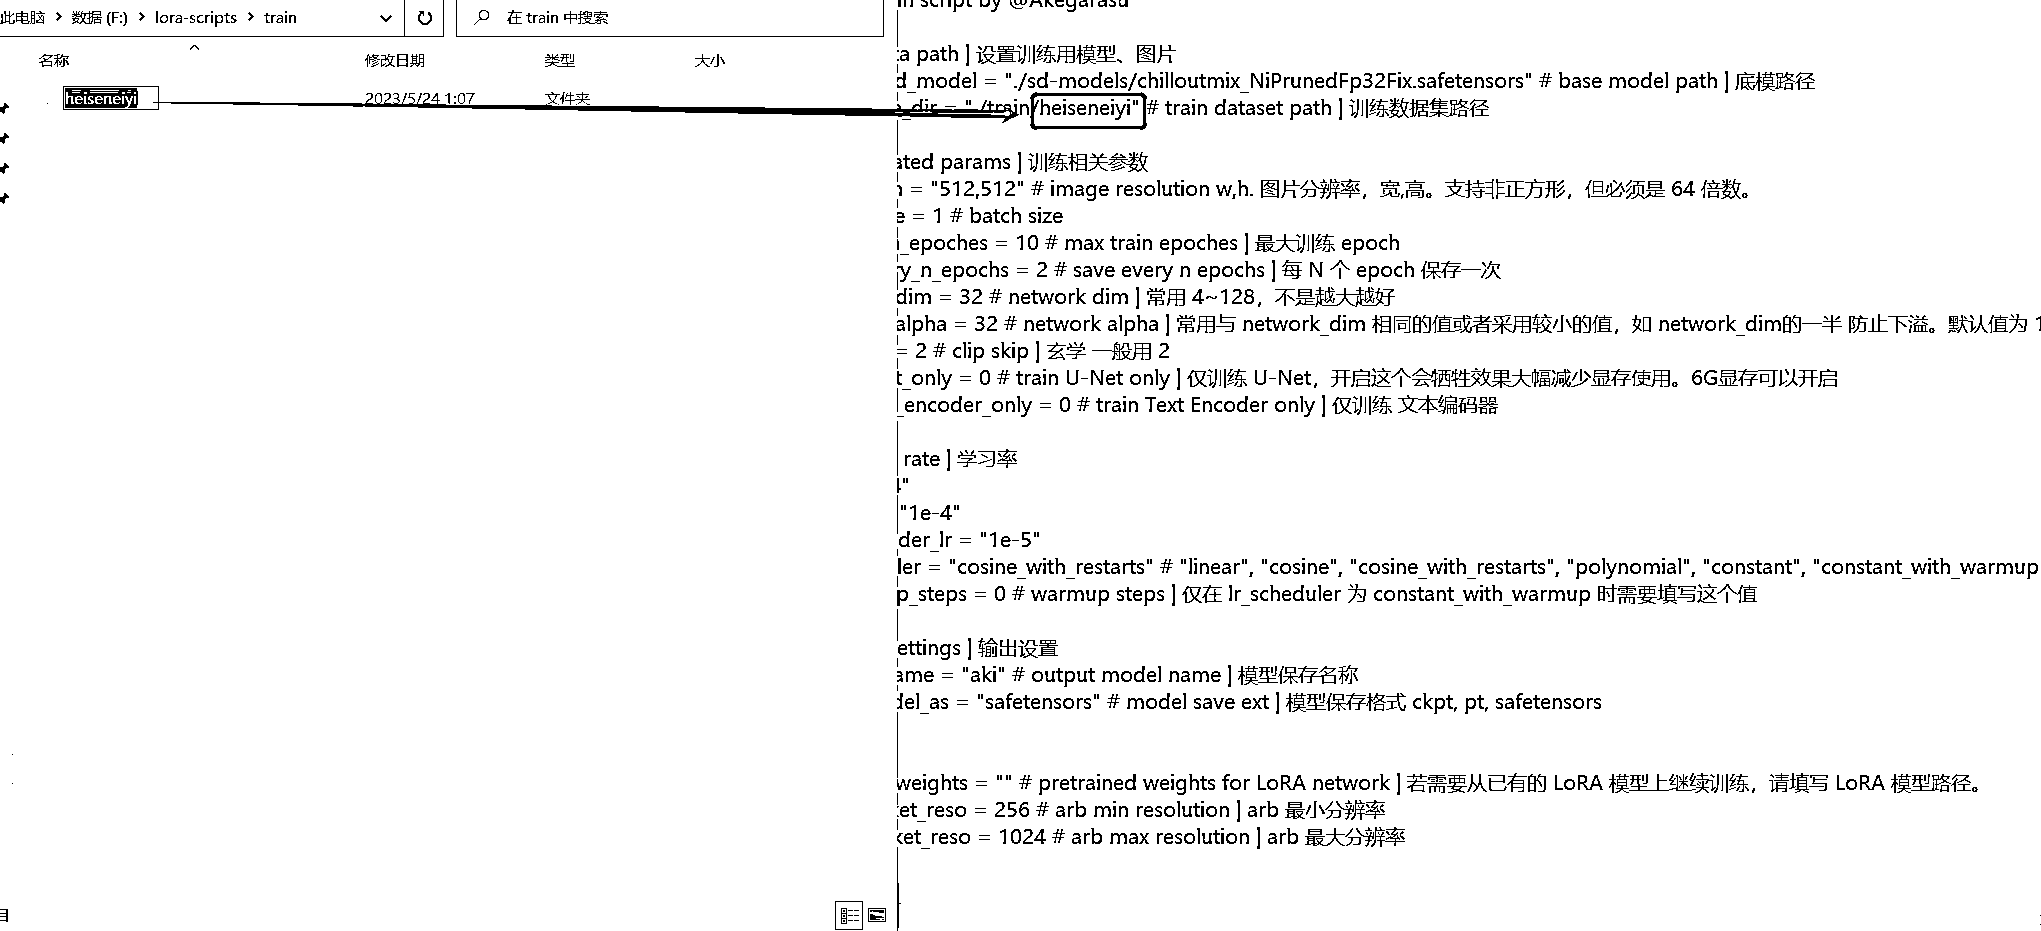 此电脑 > 数据 (F:) > lora-scripts > train
在 train 中搜索
名称 修改日期 类型 大小
heiseneiyi 2023/5/24 1:07 文件夹
n script by @Akegarasu
ta path ] 设置训练用模型、图片
d_model = "./sd-models/chilloutmix_NiPrunedFp32Fix.safetensors" # base model path ] 底模路径
_dir = "./train/heiseneiyi" # train dataset path ] 训练数据集路径
ated params ] 训练相关参数
n = "512,512" # image resolution w,h. 图片分辨率，宽,高。支持非正方形，但必须是 64 倍数。
e = 1 # batch size
_epoches = 10 # max train epoches ] 最大训练 epoch
ry_n_epochs = 2 # save every n epochs ] 每 N 个 epoch 保存一次
dim = 32 # network dim ] 常用 4~128，不是越大越好
alpha = 32 # network alpha ] 常用与 network_dim 相同的值或者采用较小的值，如 network_dim的一半 防止下溢。默认值为 1
= 2 # clip skip ] 玄学 一般用 2
t_only = 0 # train U-Net only ] 仅训练 U-Net，开启这个会牺牲效果大幅减少显存使用。6G显存可以开启
_encoder_only = 0 # train Text Encoder only ] 仅训练 文本编码器
rate ] 学习率
4"
"1e-4"
der_lr = "1e-5"
ler = "cosine_with_restarts" # "linear", "cosine", "cosine_with_restarts", "polynomial", "constant", "constant_with_warmup
p_steps = 0 # warmup steps ] 仅在 lr_scheduler 为 constant_with_warmup 时需要填写这个值
ettings ] 输出设置
ame = "aki" # output model name ] 模型保存名称
del_as = "safetensors" # model save ext ] 模型保存格式 ckpt, pt, safetensors
weights = "" # pretrained weights for LoRA network ] 若需要从已有的 LoRA 模型上继续训练，请填写 LoRA 模型路径。
ket_reso = 256 # arb min resolution ] arb 最小分辨率
ket_reso = 1024 # arb max resolution ] arb 最大分辨率
目